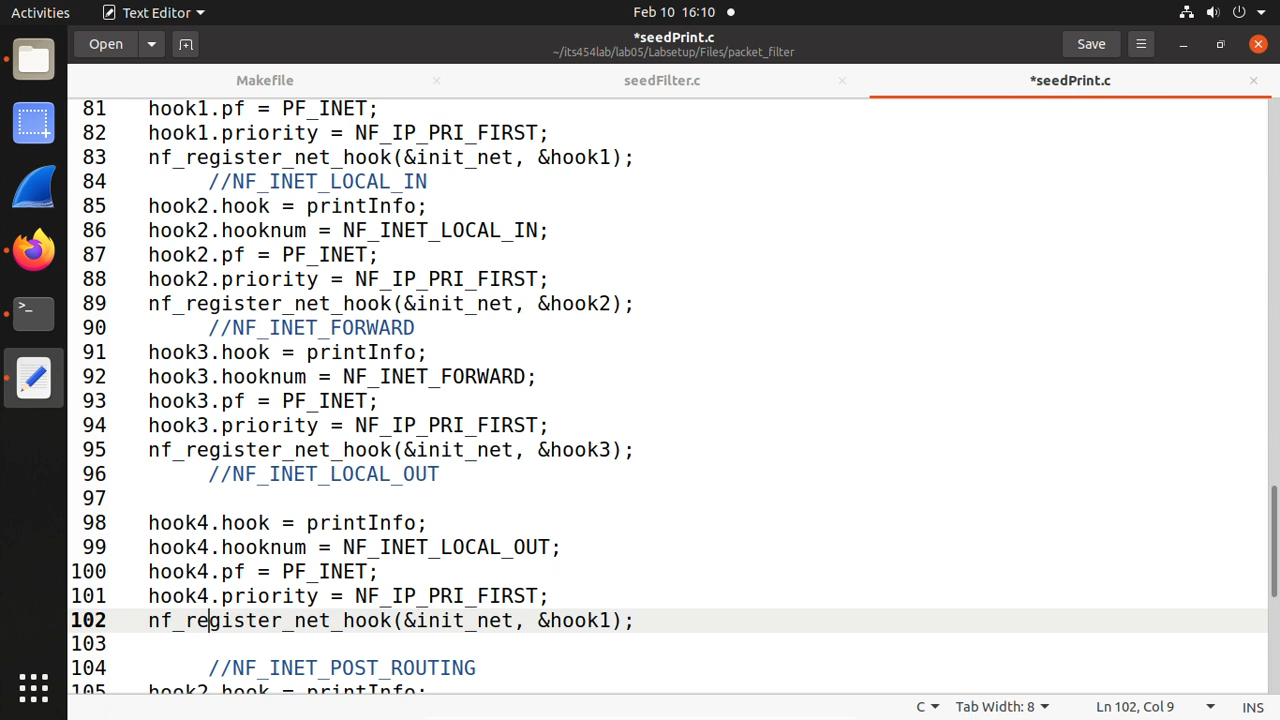 Activities
Text Editor
Feb 10 16:10
Open
*seedPrint.c
~/its454lab/lab05/Labsetup/Files/packet_filter
Save
Makefile
seedFilter.c
*seedPrint.c
81 hook1.pf = PF_INET;
82 hook1.priority = NF_IP_PRI_FIRST;
83 nf_register_net_hook(&init_net, &hook1);
84 //NF_INET_LOCAL_IN
85 hook2.hook = printInfo;
86 hook2.hooknum = NF_INET_LOCAL_IN;
87 hook2.pf = PF_INET;
88 hook2.priority = NF_IP_PRI_FIRST;
89 nf_register_net_hook(&init_net, &hook2);
90 //NF_INET_FORWARD
91 hook3.hook = printInfo;
92 hook3.hooknum = NF_INET_FORWARD;
93 hook3.pf = PF_INET;
94 hook3.priority = NF_IP_PRI_FIRST;
95 nf_register_net_hook(&init_net, &hook3);
96 //NF_INET_LOCAL_OUT
97
98 hook4.hook = printInfo;
99 hook4.hooknum = NF_INET_LOCAL_OUT;
100 hook4.pf = PF_INET;
101 hook4.priority = NF_IP_PRI_FIRST;
102 nf_register_net_hook(&init_net, &hook1);
103
104 //NF_INET_POST_ROUTING
105 hook2.hook = printInfo;
C
Tab Width: 8
Ln 102, Col 9
INS